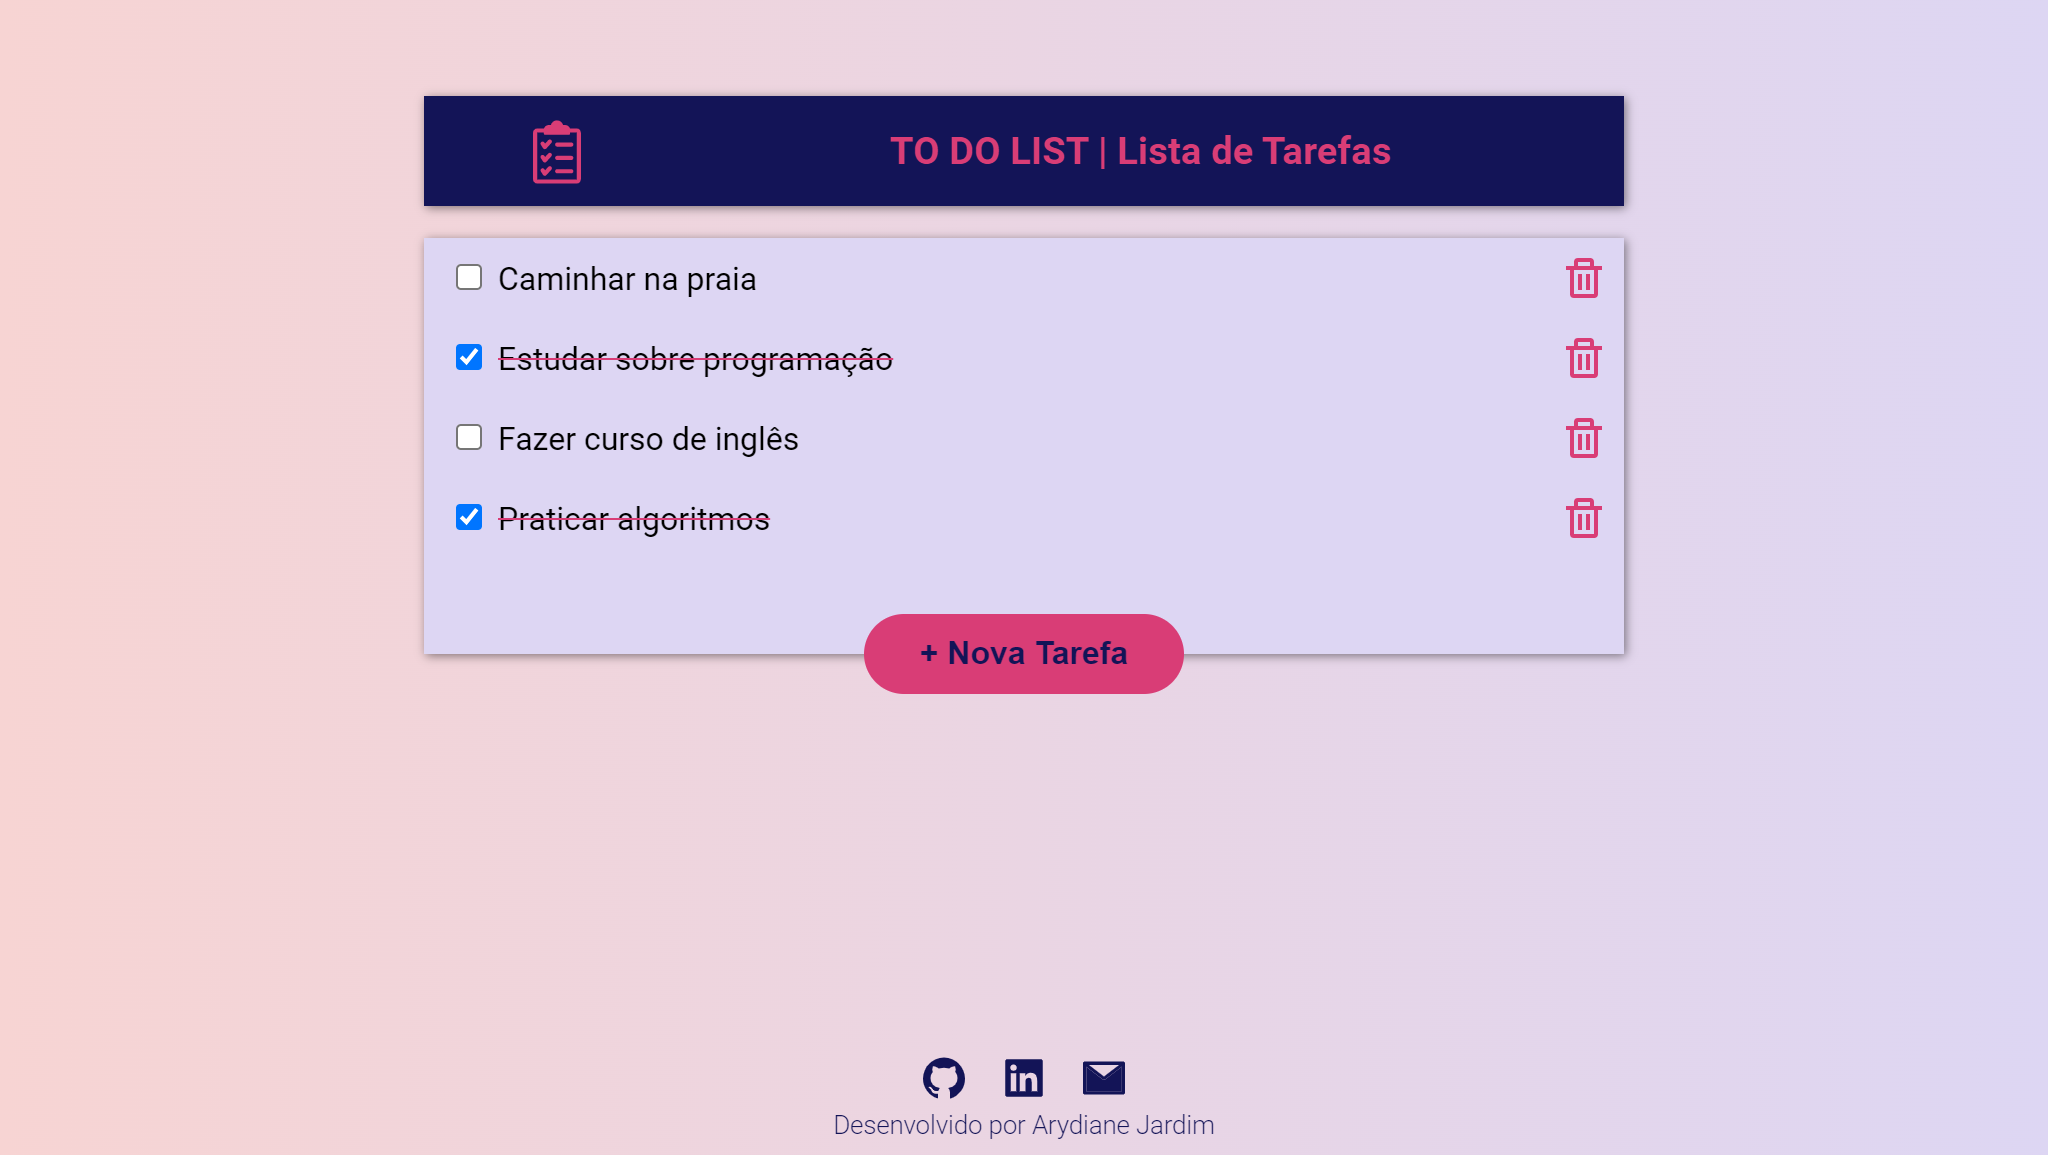 TO DO LIST | Lista de Tarefas
Caminhar na praia
Estudar sobre programação
Fazer curso de inglês
Praticar algoritmos
+ Nova Tarefa
in
Desenvolvido por Arydiane Jardim